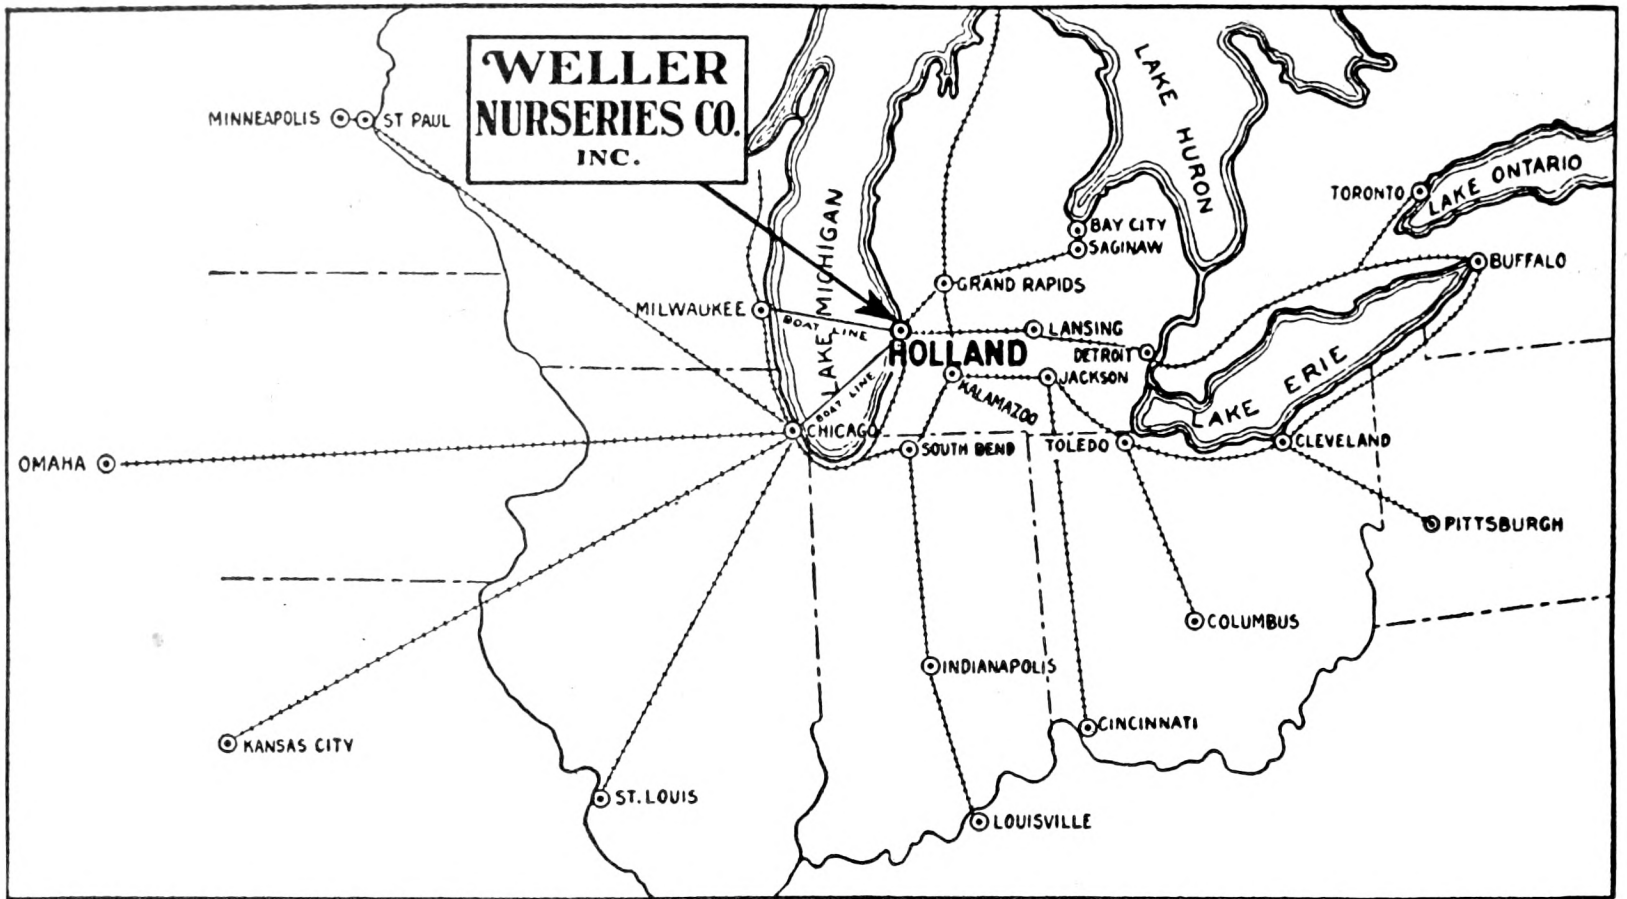 WELLER
NURSERIES CO.
INC.
MINNEAPOLIS
ST PAUL
LAKE HURON
LAKE ONTARIO
TORONTO
LAKE MICHIGAN
BAY CITY
SAGINAW
BUFFALO
GRAND RAPIDS
MILWAUKEE
BOAT LINE
LANSING
HOLLAND
DETROIT
LAKE ERIE
JACKSON
KALAMAZOO
BOAT LINE
CHICAGO
SOUTH BEND
TOLEDO
CLEVELAND
OMAHA
PITTSBURGH
COLUMBUS
INDIANAPOLIS
CINCINNATI
KANSAS CITY
ST. LOUIS
LOUISVILLE